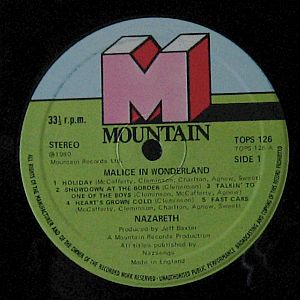 M
33⅓ r.p.m.
MOUNTAIN
STEREO
℗1980
Mountain Records Ltd.
TOPS 126
TOPS 126 A
SIDE 1
MALICE IN WONDERLAND
1 HOLIDAY (McCafferty, Cleminson, Charlton, Agnew, Sweet)
2 SHOWDOWN AT THE BORDER (Cleminson) 3 TALKIN' TO
ONE OF THE BOYS (Cleminson, McCafferty, Agnew)
4 HEART'S GROWN COLD (Cleminson) 5 FAST CARS
(McCafferty, Cleminson, Charlton, Agnew, Sweet)
NAZARETH
Produced by Jeff Baxter
A Mountain Records Production
All titles published by
Nazsongs
Made in England
ALL RIGHTS OF THE MANUFACTURER AND OF THE OWNER OF THE RECORDED WORK RESERVED - UNAUTHORISED PUBLIC PERFORMANCE, BROADCASTING AND COPYING OF THIS RECORD PROHIBITED